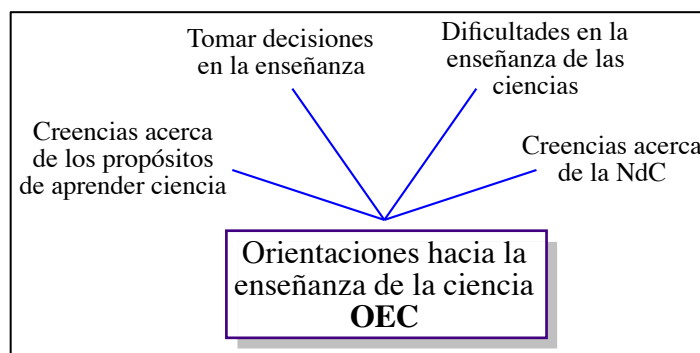 Tomar decisiones
en la enseñanza
Dificultades en la
enseñanza de las
ciencias
Creencias acerca
de los propósitos
de aprender ciencia
Creencias acerca
de la NdC
Orientaciones hacia la
enseñanza de la ciencia
OEC